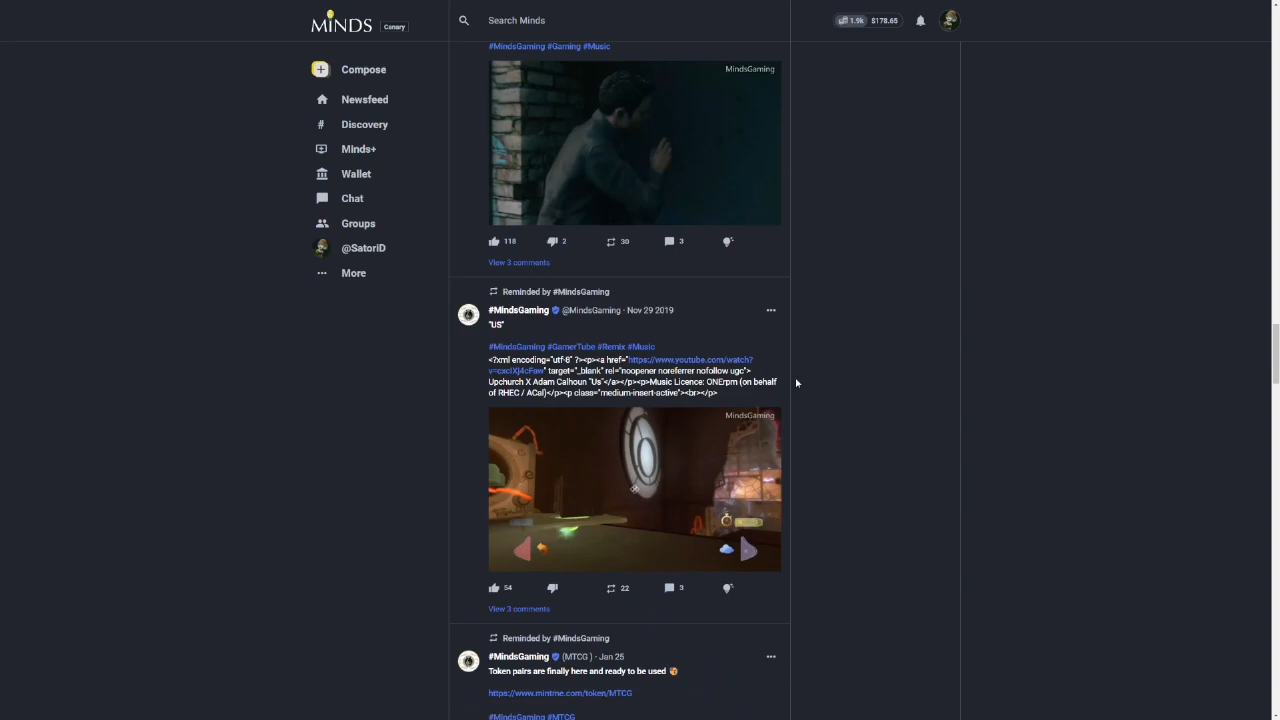 MINDS
Canary
Search Minds
1.9k $178.65
Compose
Newsfeed
Discovery
Minds+
Wallet
Chat
Groups
@SatoriD
More
#MindsGaming #Gaming #Music
MindsGaming
118 2 30 3
View 3 comments
Reminded by #MindsGaming
#MindsGaming @MindsGaming · Nov 29 2019
"US"
#MindsGaming #GamerTube #Remix #Music
<?xml encoding="utf-8" ?><p><a href="https://www.youtube.com/watch?
v=cxcIXj4cFaw" target="_blank" rel="noopener noreferrer nofollow ugc">
Upchurch X Adam Calhoun "Us"</a></p><p>Music Licence: ONErpm (on behalf
of RHEC / ACal)</p><p class="medium-insert-active"><br></p>
MindsGaming
54 22 3
View 3 comments
Reminded by #MindsGaming
#MindsGaming (MTCG ) · Jan 25
Token pairs are finally here and ready to be used
https://www.mintme.com/token/MTCG
#MindsGaming #MTCG